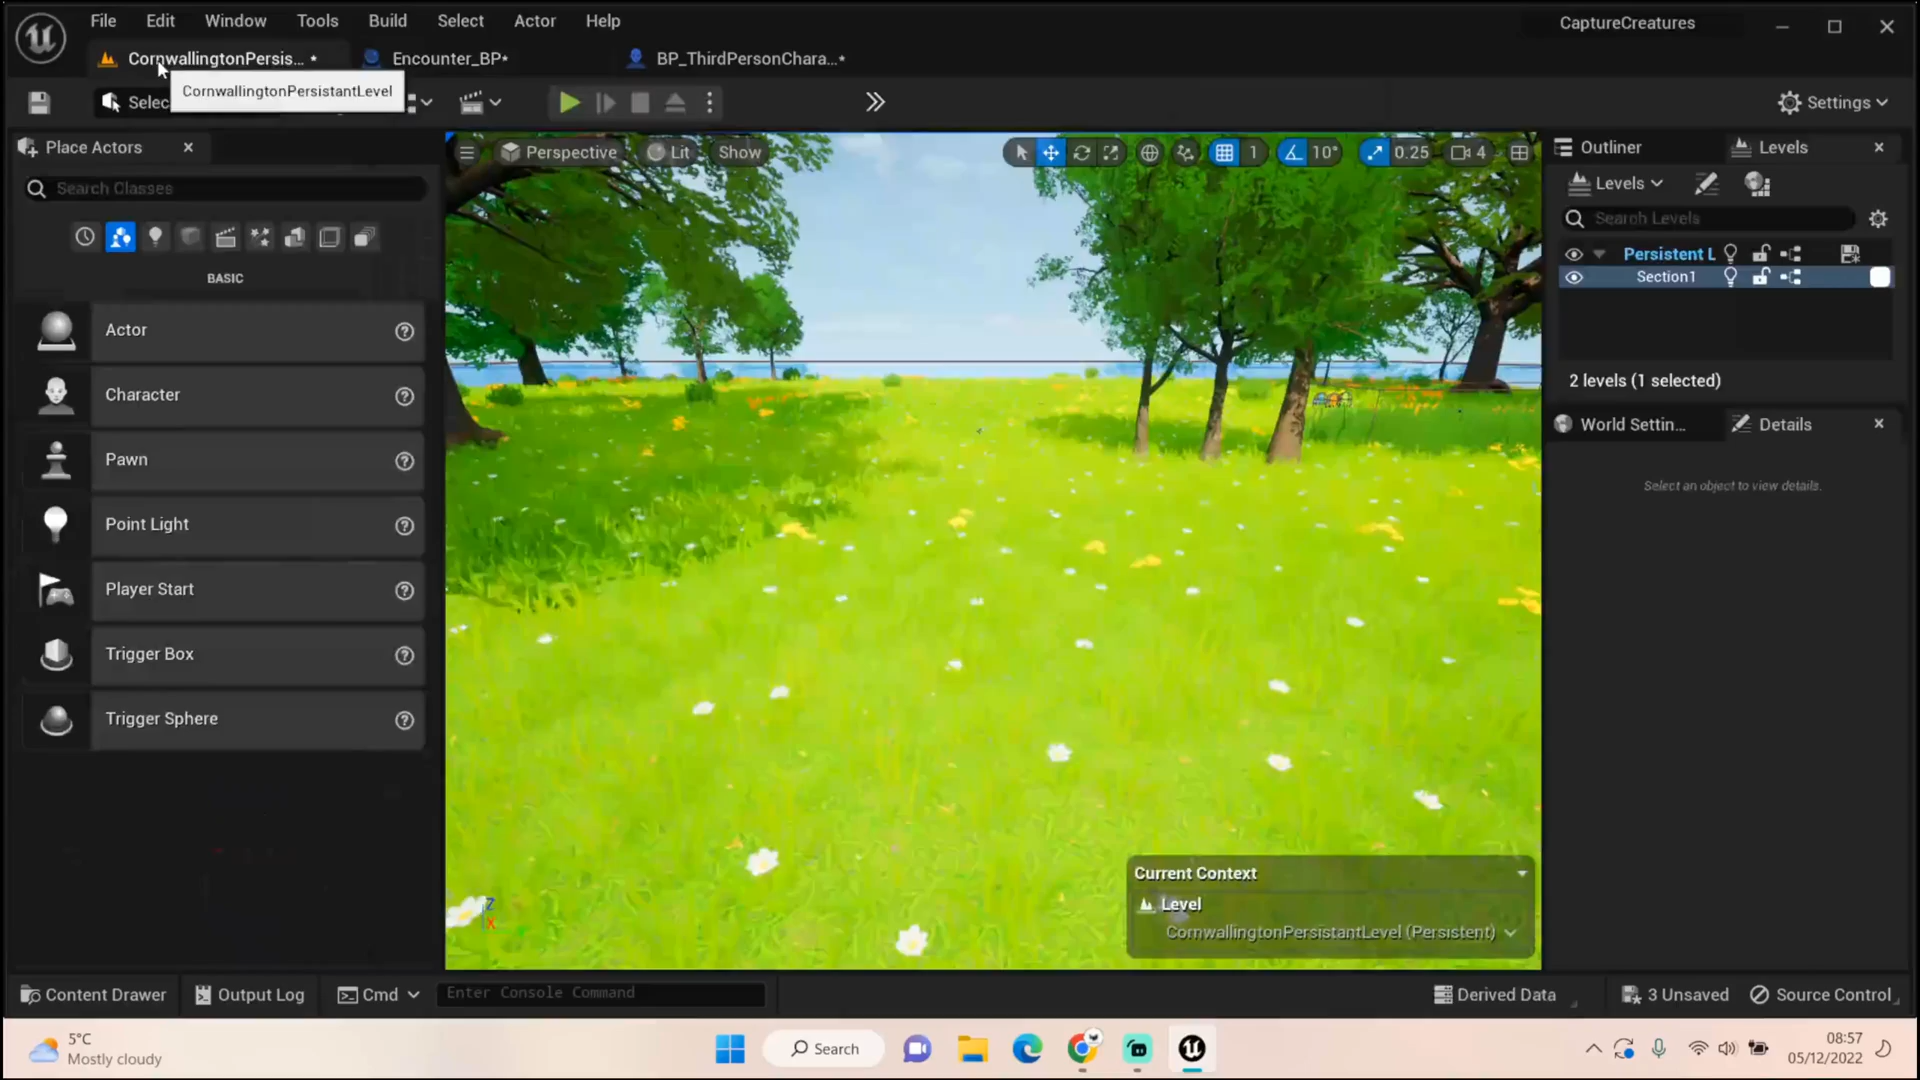 File Edit Window Tools Build Select Actor Help
CaptureCreatures
CornwallingtonPersis... * Encounter_BP* BP_ThirdPersonChara...*
Selec
CornwallingtonPersistantLevel
Settings
Place Actors
Search Classes
BASIC
Actor
Character
Pawn
Point Light
Player Start
Trigger Box
Trigger Sphere
Perspective Lit Show
1 10° 0.25 4
Z
X
Current Context
Level
CornwallingtonPersistantLevel (Persistent)
Outliner Levels
Levels
Search Levels
Persistent L
Section1
2 levels (1 selected)
World Settin... Details
Select an object to view details.
Content Drawer Output Log Cmd Enter Console Command
Derived Data 3 Unsaved Source Control
5°C
Mostly cloudy
Search
08:57
05/12/2022